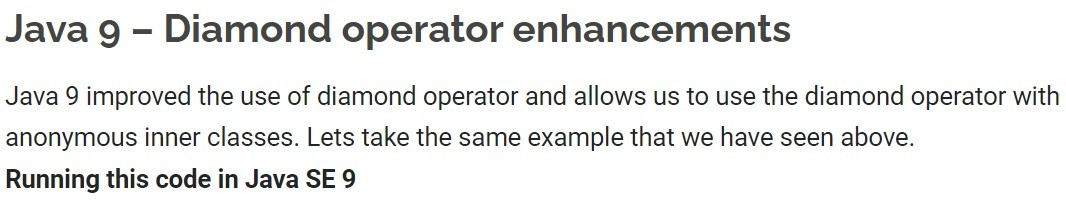 Java 9 – Diamond operator enhancements
Java 9 improved the use of diamond operator and allows us to use the diamond operator with
anonymous inner classes. Lets take the same example that we have seen above.
Running this code in Java SE 9